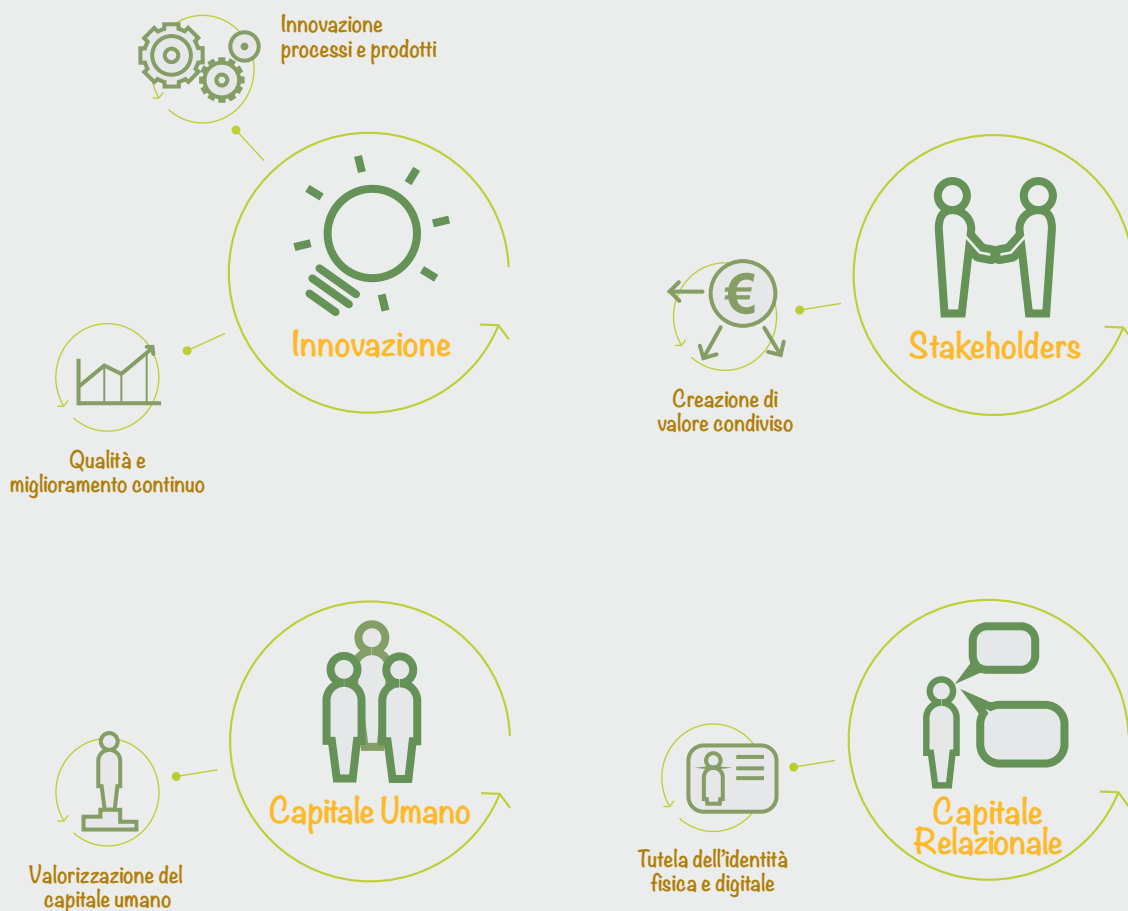 Innovazione
processi e prodotti
Innovazione
Qualità e
miglioramento continuo
Stakeholders
Creazione di
valore condiviso
Capitale Umano
Valorizzazione del
capitale umano
Capitale
Relazionale
Tutela dell'identità
fisica e digitale
€